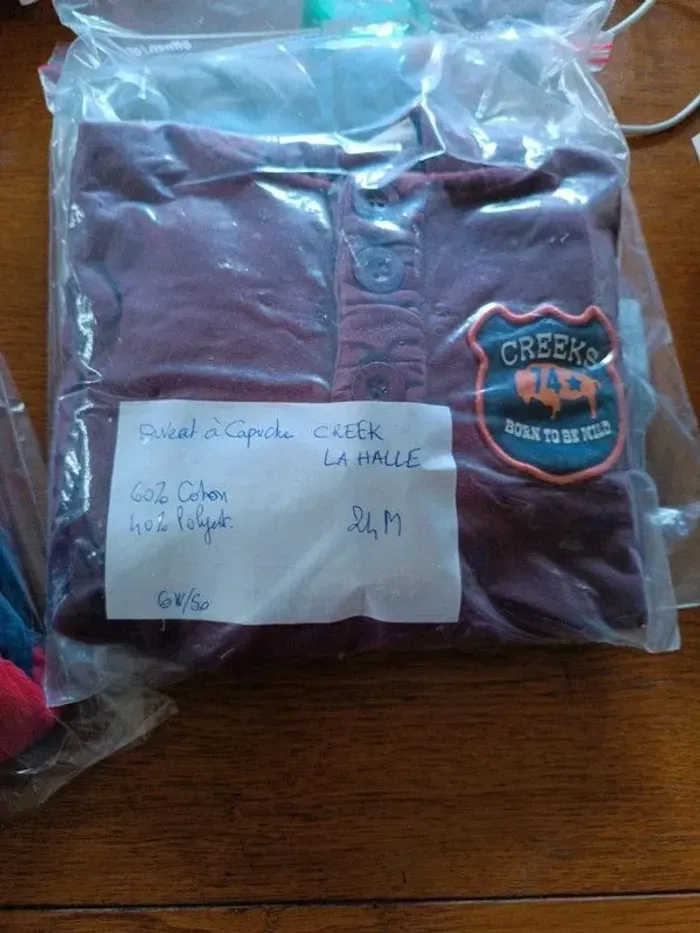 CREEKS
74
BORN TO BE WILD
Sweat à Capuche CREEK
LA HALLE
60% Coton
40% Polyest.
24 M